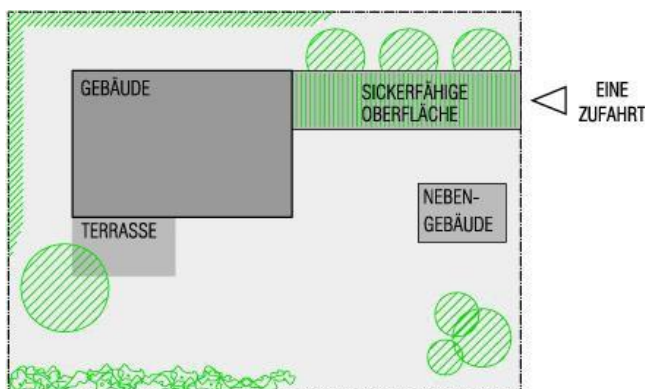 GEBÄUDE
SICKERFÄHIGE
OBERFLÄCHE
EINE
ZUFAHRT
NEBEN-
GEBÄUDE
TERRASSE